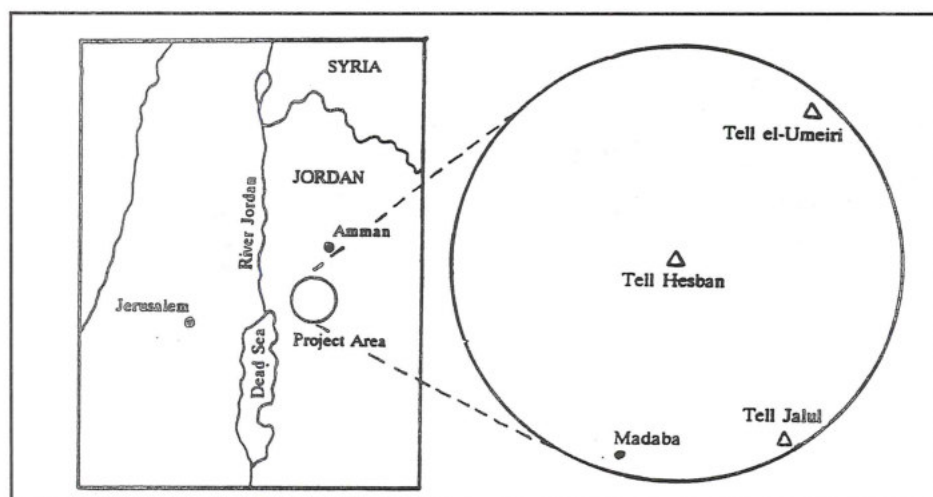 SYRIA
JORDAN
River Jordan
Amman
Jerusalem
Project Area
Dead Sea
Tell el-Umeiri
Tell Hesban
Tell Jalul
Madaba